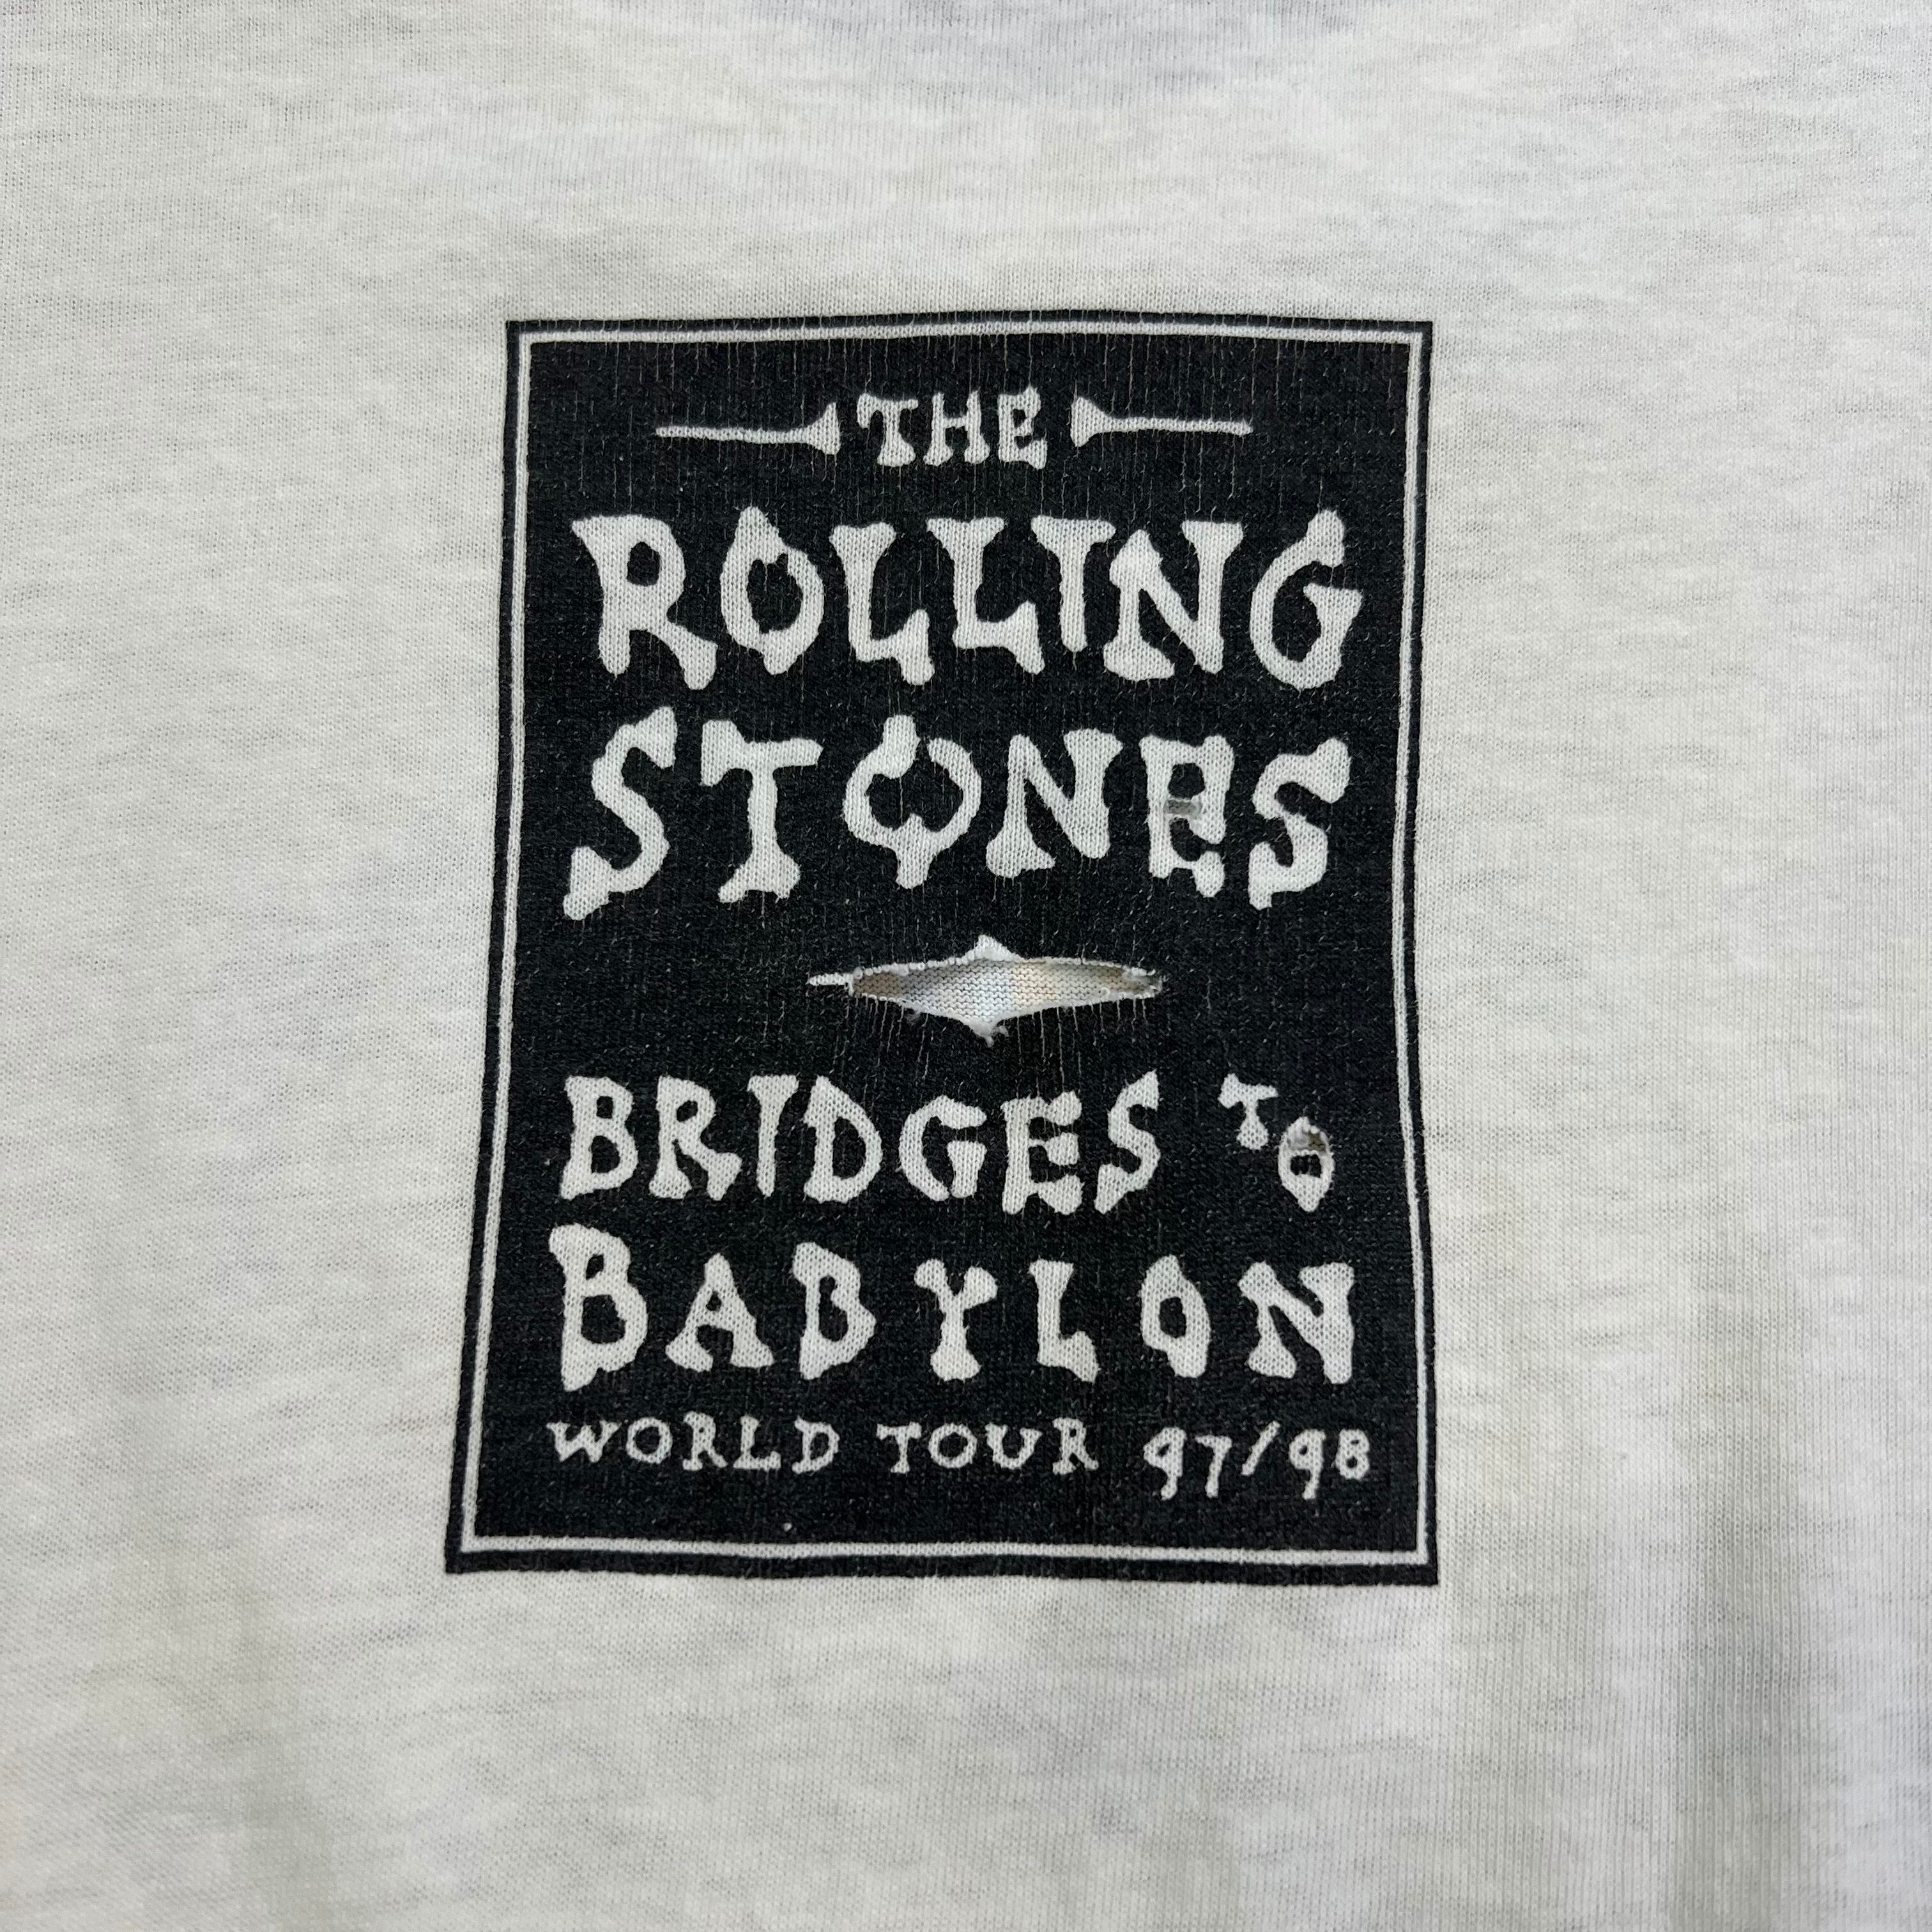 THE
ROLLING
STONES
BRIDGES TO
BABYLON
WORLD TOUR 97/98